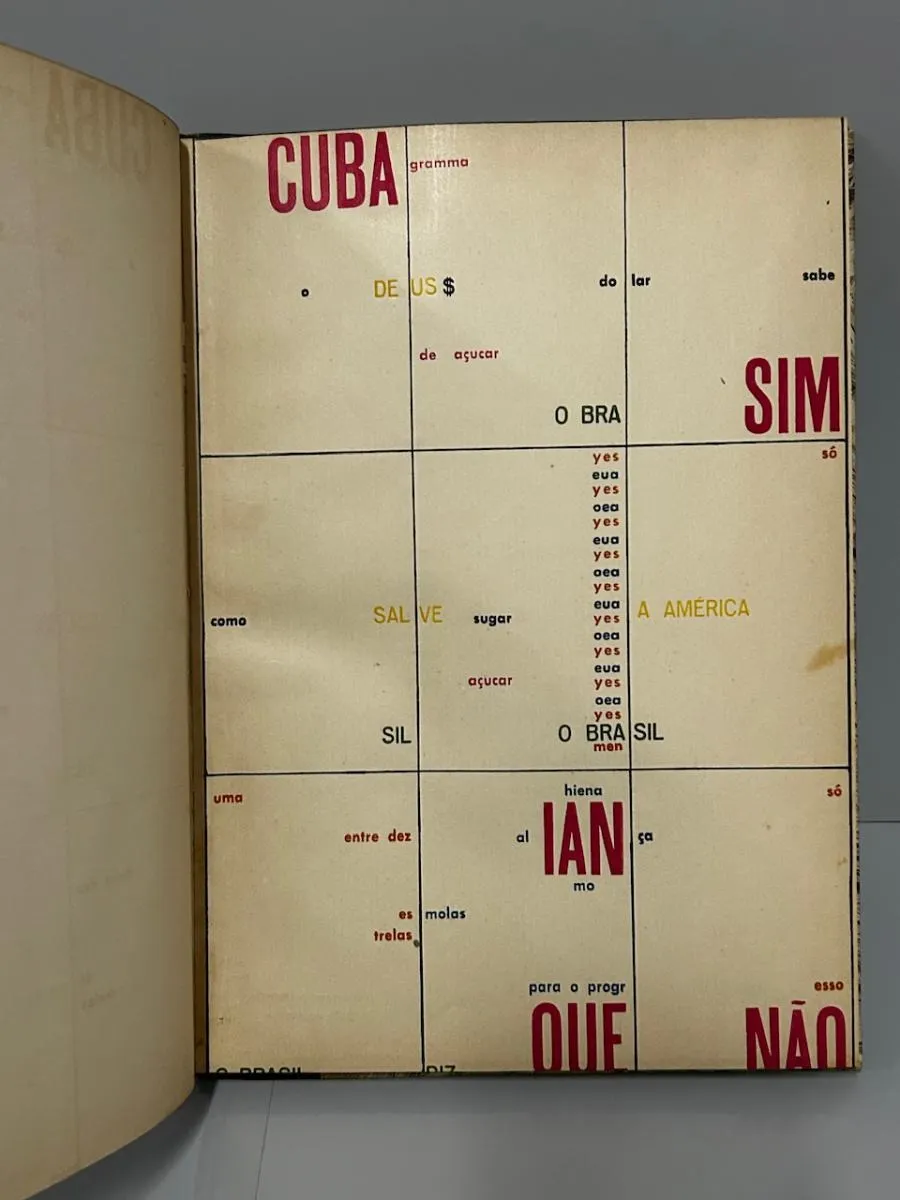 CUBA gramma
o DE US $ do lar sabe
de açucar
SIM
O BRA
yes só
eua
yes
oea
yes
eua
yes
oea
yes
eua
como SAL VE sugar yes A AMÉRICA
oea
yes
eua
açucar yes
oea
yes
SIL O BRA SIL
men
uma hiena só
entre dez al IAN ça
mo
es molas
trelas
para o progr esso
QUE NÃO
O BRASIL DIZ